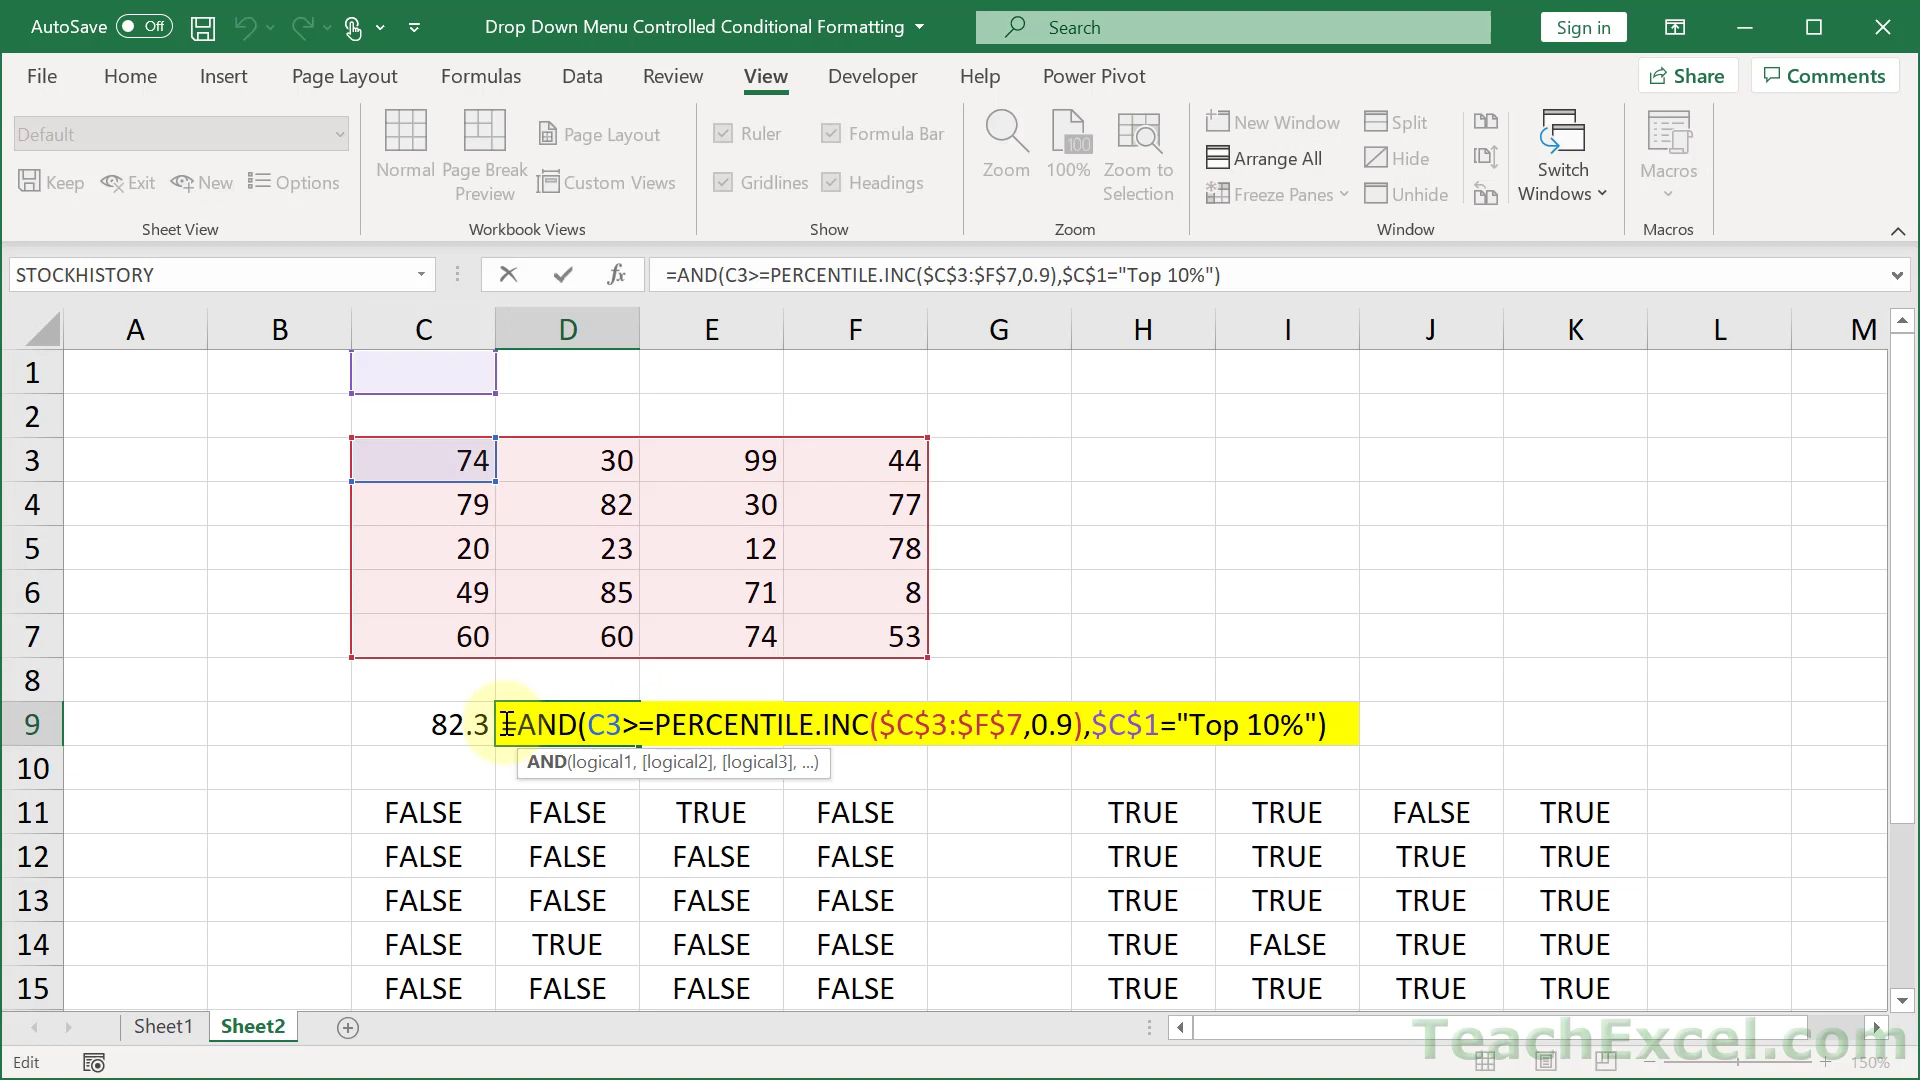 AutoSave Off Drop Down Menu Controlled Conditional Formatting Search Sign in
File Home Insert Page Layout Formulas Data Review View Developer Help Power Pivot Share Comments
Default
Keep Exit New Options
Sheet View
Normal Page Break Preview Page Layout Custom Views
Workbook Views
Ruler Formula Bar
Gridlines Headings
Show
Zoom 100% Zoom to Selection
100
Zoom
New Window Split
Arrange All Hide
Freeze Panes Unhide
Switch Windows
Window
Macros
Macros
STOCKHISTORY fx =AND(C3>=PERCENTILE.INC($C$3:$F$7,0.9),$C$1="Top 10%")
A B C D E F G H I J K L M
1
2
3 74 30 99 44
4 79 82 30 77
5 20 23 12 78
6 49 85 71 8
7 60 60 74 53
8
9 82.3 =AND(C3>=PERCENTILE.INC($C$3:$F$7,0.9),$C$1="Top 10%")
AND(logical1, [logical2], [logical3], ...)
10
11 FALSE FALSE TRUE FALSE TRUE TRUE FALSE TRUE
12 FALSE FALSE FALSE FALSE TRUE TRUE TRUE TRUE
13 FALSE FALSE FALSE FALSE TRUE TRUE TRUE TRUE
14 FALSE TRUE FALSE FALSE TRUE FALSE TRUE TRUE
15 FALSE FALSE FALSE FALSE TRUE TRUE TRUE TRUE
Sheet1 Sheet2
TeachExcel.com
Edit 150%